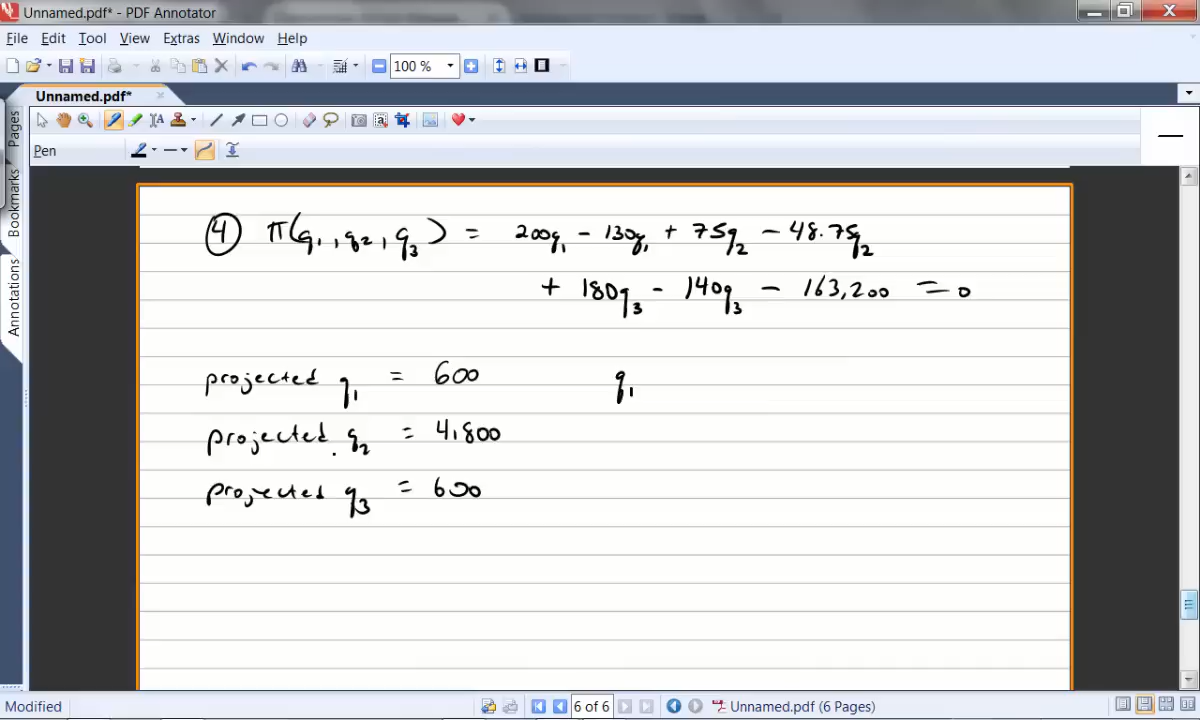 Unnamed.pdf* - PDF Annotator
File Edit Tool View Extras Window Help
100 %
Unnamed.pdf*
Pages
Bookmarks
Annotations
Pen
④ π(q₁, q₂, q₃) = 200q₁ - 130q₁ + 75q₂ - 48.75q₂
+ 180q₃ - 140q₃ - 163,200 = 0
projected q₁ = 600 q₁
projected q₂ = 4,800
projected q₃ = 600
Modified
6 of 6
Unnamed.pdf (6 Pages)